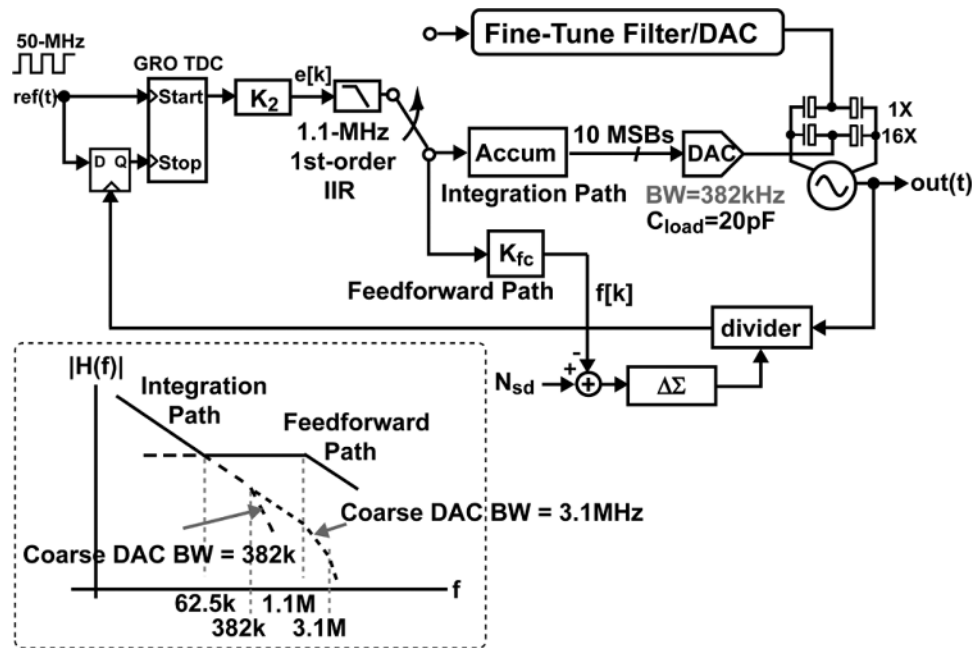 50-MHz
ref(t)
GRO TDC
Start
Stop
D Q
K2
e[k]
1.1-MHz
1st-order
IIR
Fine-Tune Filter/DAC
Accum
Integration Path
10 MSBs
DAC
BW=382kHz
Cload=20pF
1X
16X
out(t)
Kfc
Feedforward Path
f[k]
divider
Nsd
+
-
+
ΔΣ
|H(f)|
Integration
Path
Feedforward
Path
Coarse DAC BW = 3.1MHz
Coarse DAC BW = 382k
f
62.5k
1.1M
382k
3.1M